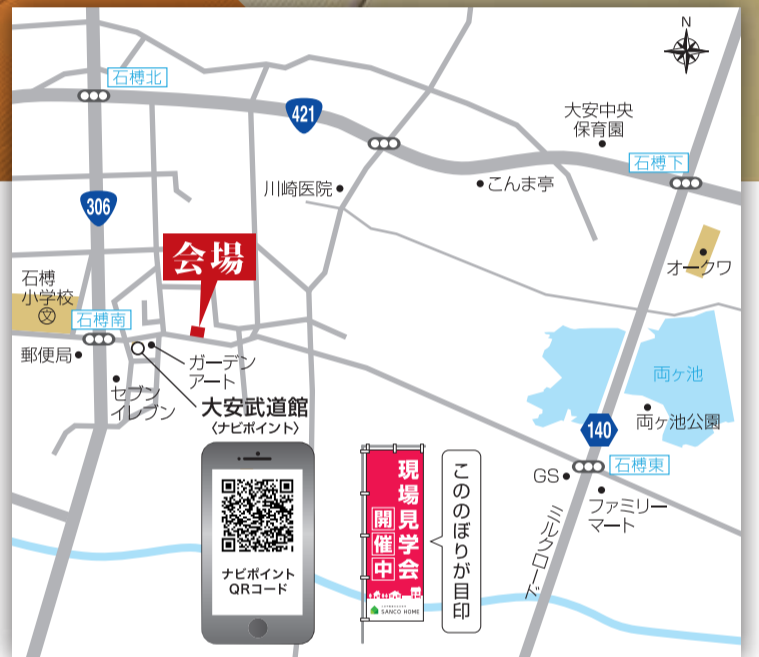 N
石榑北
421
大安中央
保育園
石榑下
川崎医院
こんま亭
306
会場
オークワ
石榑
小学校
文
石榑南
郵便局
ガーデン
アート
セブン
イレブン
大安武道館
〈ナビポイント〉
両ヶ池
両ヶ池公園
140
石榑東
GS
ファミリー
マート
ミルクロード
ナビポイント
QRコード
現場見学会
開催中
SANCO HOME
こののぼりが目印